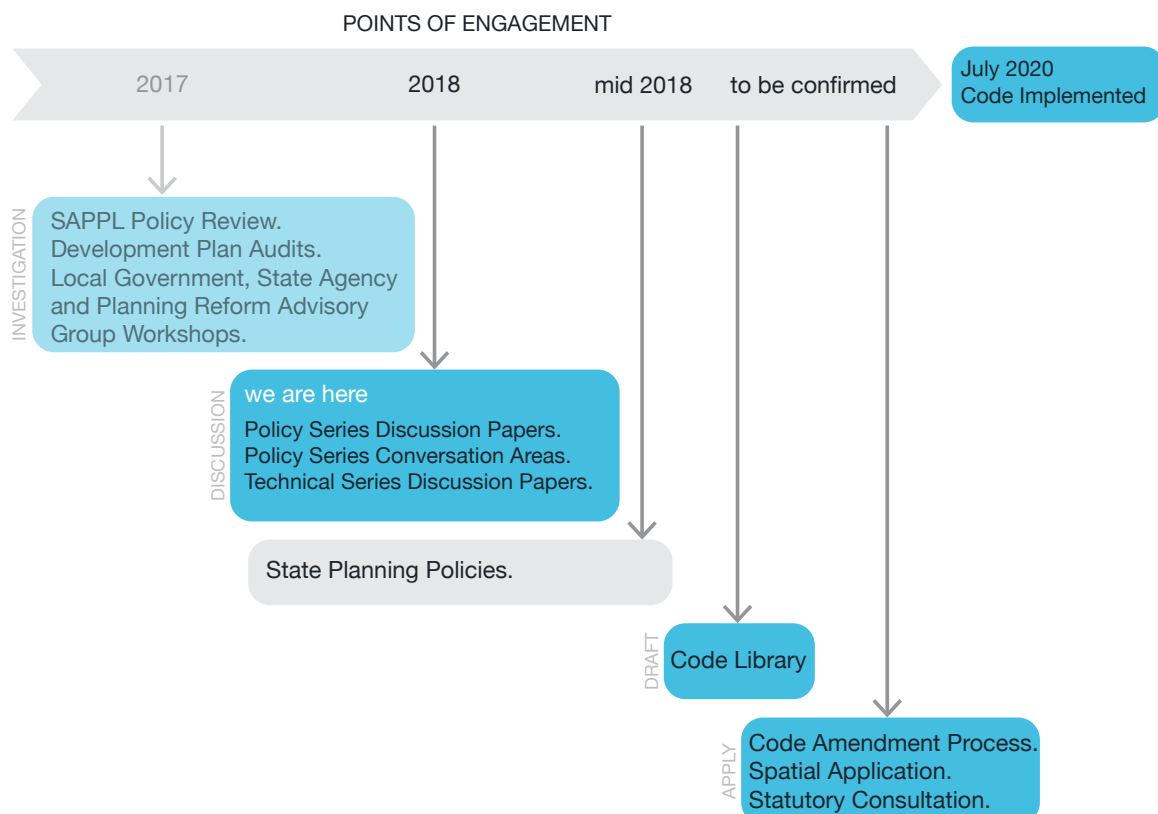 POINTS OF ENGAGEMENT
2017
2018
mid 2018
to be confirmed
July 2020
Code Implemented
INVESTIGATION
SAPPL Policy Review.
Development Plan Audits.
Local Government, State Agency
and Planning Reform Advisory
Group Workshops.
DISCUSSION
we are here
Policy Series Discussion Papers.
Policy Series Conversation Areas.
Technical Series Discussion Papers.
State Planning Policies.
DRAFT
Code Library
APPLY
Code Amendment Process.
Spatial Application.
Statutory Consultation.